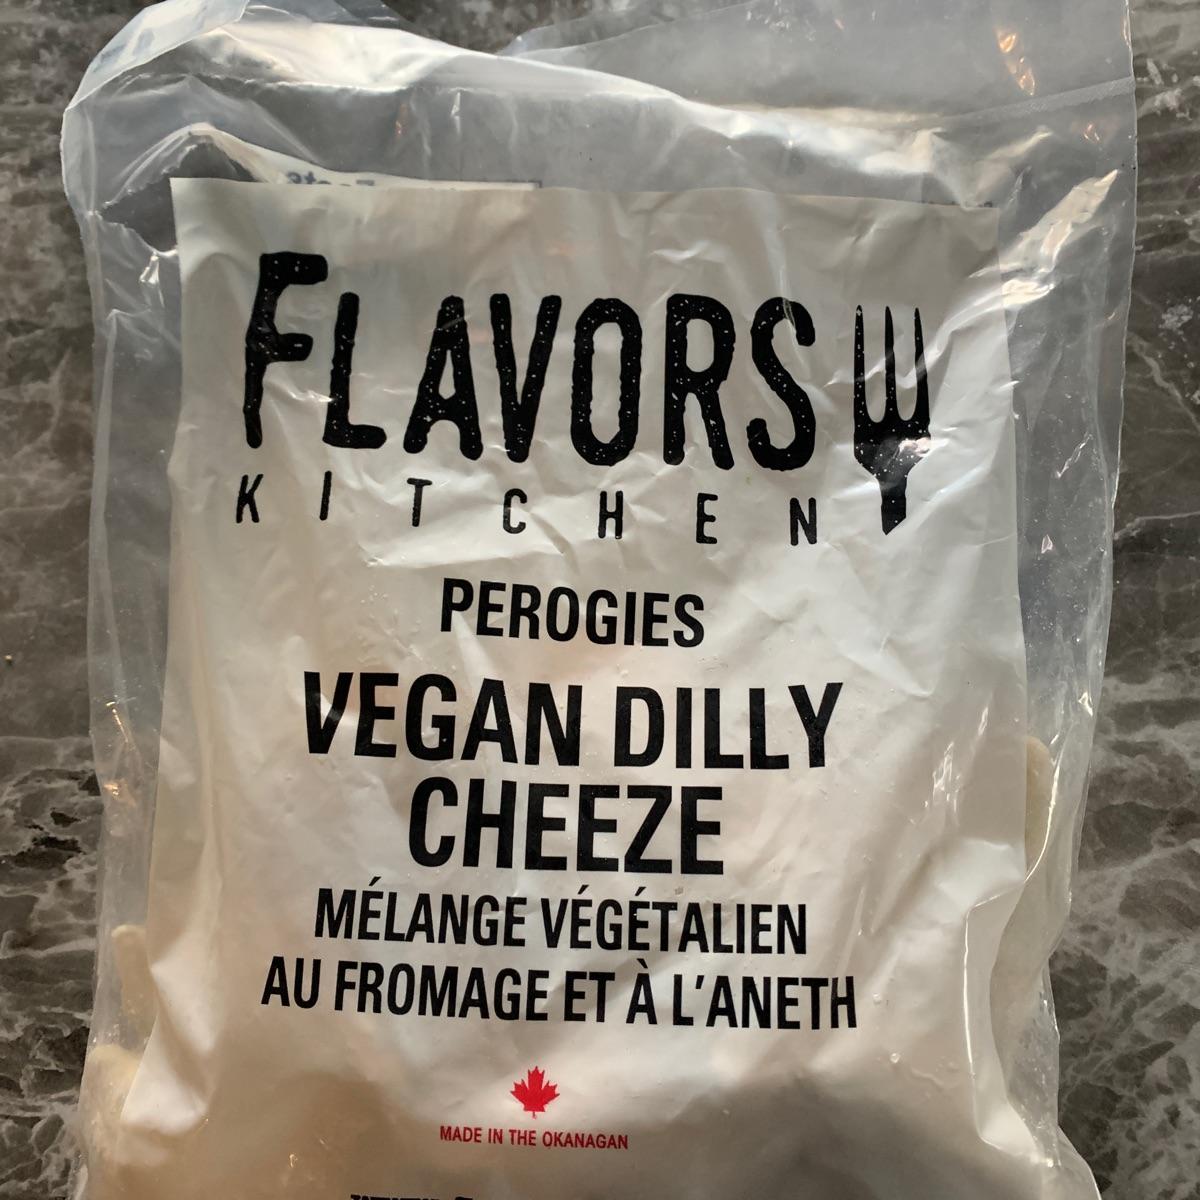 FLAVORS
KITCHEN
PEROGIES
VEGAN DILLY
CHEEZE
MÉLANGE VÉGÉTALIEN
AU FROMAGE ET À L'ANETH
MADE IN THE OKANAGAN